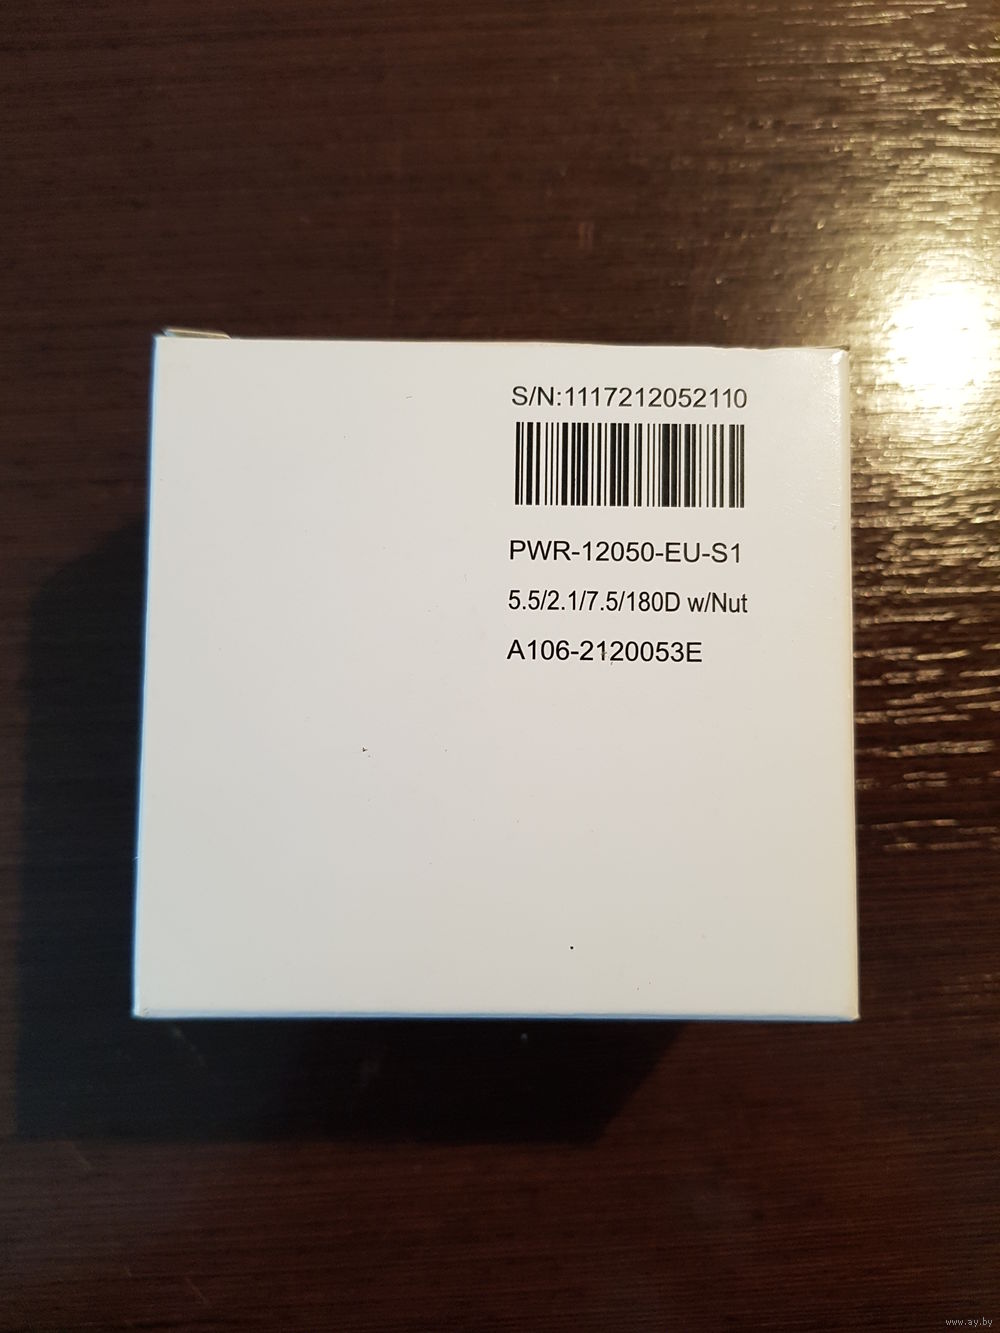 S/N:1117212052110
PWR-12050-EU-S1
5.5/2.1/7.5/180D w/Nut
A106-2120053E
www.ay.by